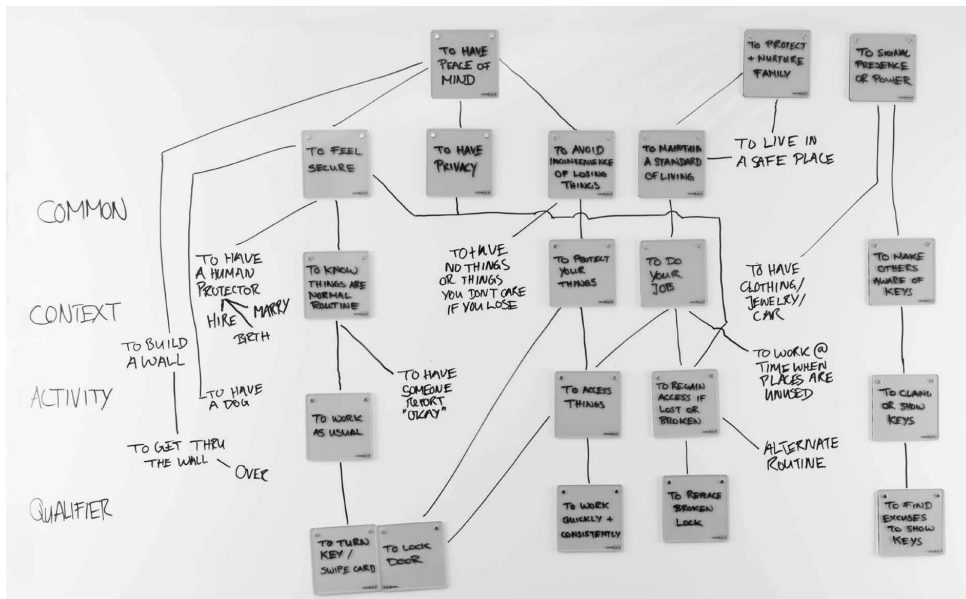 TO HAVE
PEACE OF
MIND
TO PROTECT
+ NURTURE
FAMILY
TO SIGNAL
PRESENCE
OR POWER
TO FEEL
SECURE
TO HAVE
PRIVACY
TO AVOID
INCONVENIENCE
OF LOSING
THINGS
TO MAINTAIN
A STANDARD
OF LIVING
TO LIVE IN
A SAFE PLACE
COMMON
TO HAVE
A HUMAN
PROTECTOR
HIRE
MARRY
BIRTH
TO KNOW
THINGS ARE
NORMAL
ROUTINE
TO HAVE
NO THINGS
OR THINGS
YOU DON'T CARE
IF YOU LOSE
TO PROTECT
YOUR
THINGS
TO DO
YOUR
JOB
TO HAVE
CLOTHING/
JEWELRY/
CAR
TO MAKE
OTHERS
AWARE OF
KEYS
CONTEXT
TO BUILD
A WALL
TO WORK @
TIME WHEN
PLACES ARE
UNUSED
ACTIVITY
TO HAVE
A DOG
TO HAVE
SOMEONE
REPORT
"OKAY"
TO WORK
AS USUAL
TO ACCESS
THINGS
TO REGAIN
ACCESS IF
LOST OR
BROKEN
TO CLANG
OR SHOW
KEYS
TO GET THRU
THE WALL
OVER
ALTERNATE
ROUTINE
QUALIFIER
TO TURN
KEY/
SWIPE CARD
TO LOCK
DOOR
TO WORK
QUICKLY +
CONSISTENTLY
TO REPLACE
BROKEN
LOCK
TO FIND
EXCUSES
TO SHOW
KEYS